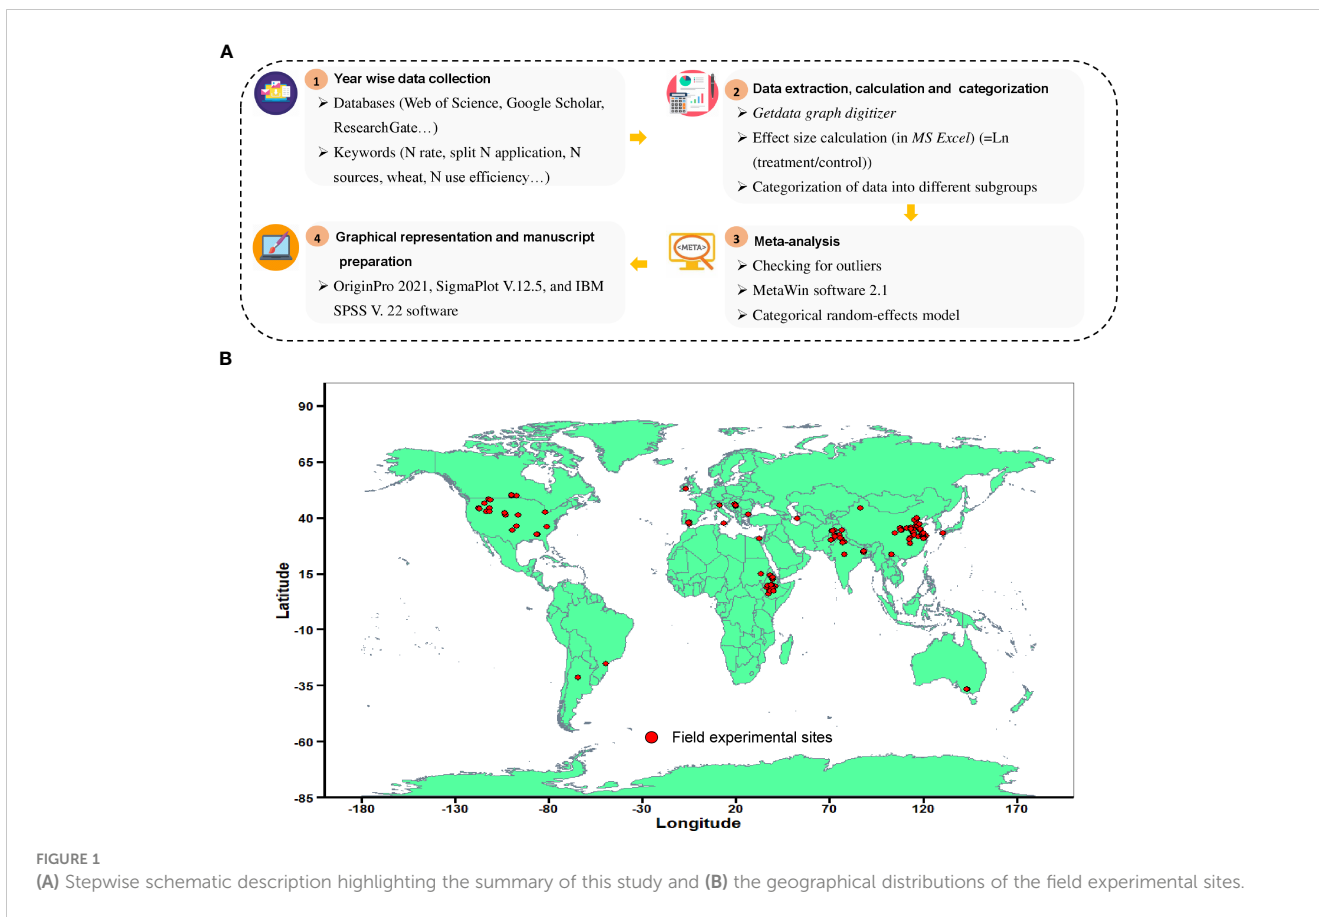 A
1 Year wise data collection
➢ Databases (Web of Science, Google Scholar,
ResearchGate…)
➢ Keywords (N rate, split N application, N
sources, wheat, N use efficiency…)
2 Data extraction, calculation and categorization
➢ Getdata graph digitizer
➢ Effect size calculation (in MS Excel) (=Ln
(treatment/control))
➢ Categorization of data into different subgroups
3 Meta-analysis
➢ Checking for outliers
➢ MetaWin software 2.1
➢ Categorical random-effects model
<META>
4 Graphical representation and manuscript
preparation
➢ OriginPro 2021, SigmaPlot V.12.5, and IBM
SPSS V. 22 software
B
90
65
40
15
-10
-35
-60
-85
Latitude
Field experimental sites
-180 -130 -80 -30 20 70 120 170
Longitude
FIGURE 1
(A) Stepwise schematic description highlighting the summary of this study and (B) the geographical distributions of the field experimental sites.